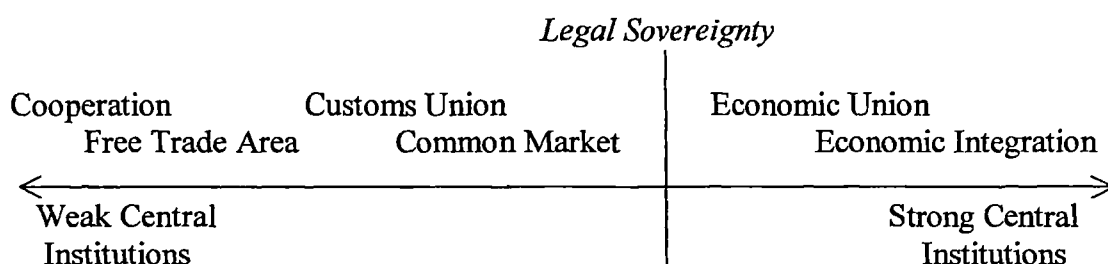 Legal Sovereignty
Cooperation Customs Union Economic Union
Free Trade Area Common Market Economic Integration
Weak Central Strong Central
Institutions Institutions